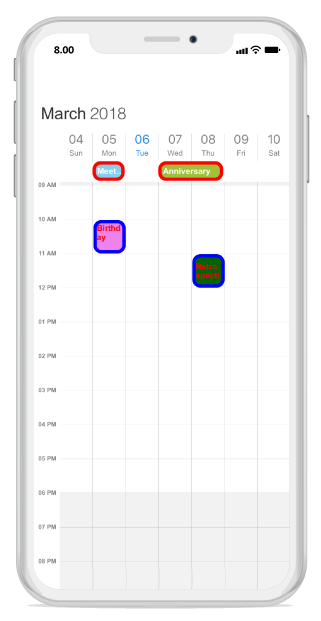 8.00
March 2018
04 05 06 07 08 09 10
Sun Mon Tue Wed Thu Fri Sat
Meet.. Anniversary
09 AM
10 AM
Birthd
ay
11 AM
12 PM
01 PM
02 PM
03 PM
04 PM
05 PM
06 PM
07 PM
08 PM